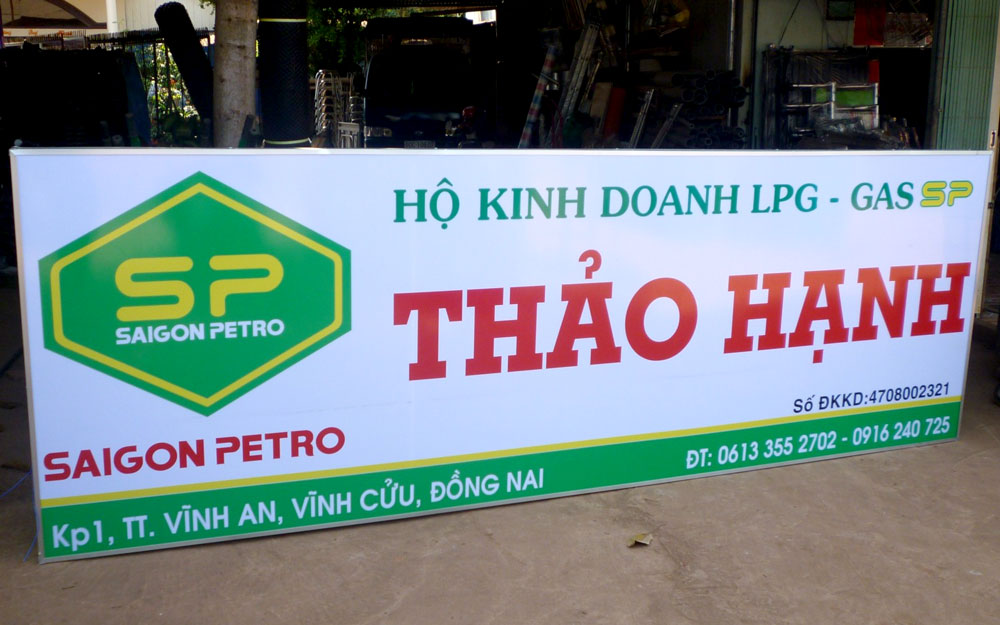 SP
SAIGON PETRO
SAIGON PETRO
HỘ KINH DOANH LPG - GAS SP
THẢO HẠNH
Số ĐKKD:4708002321
Kp1, TT. VĨNH AN, VĨNH CỬU, ĐỒNG NAI
ĐT: 0613 355 2702 - 0916 240 725